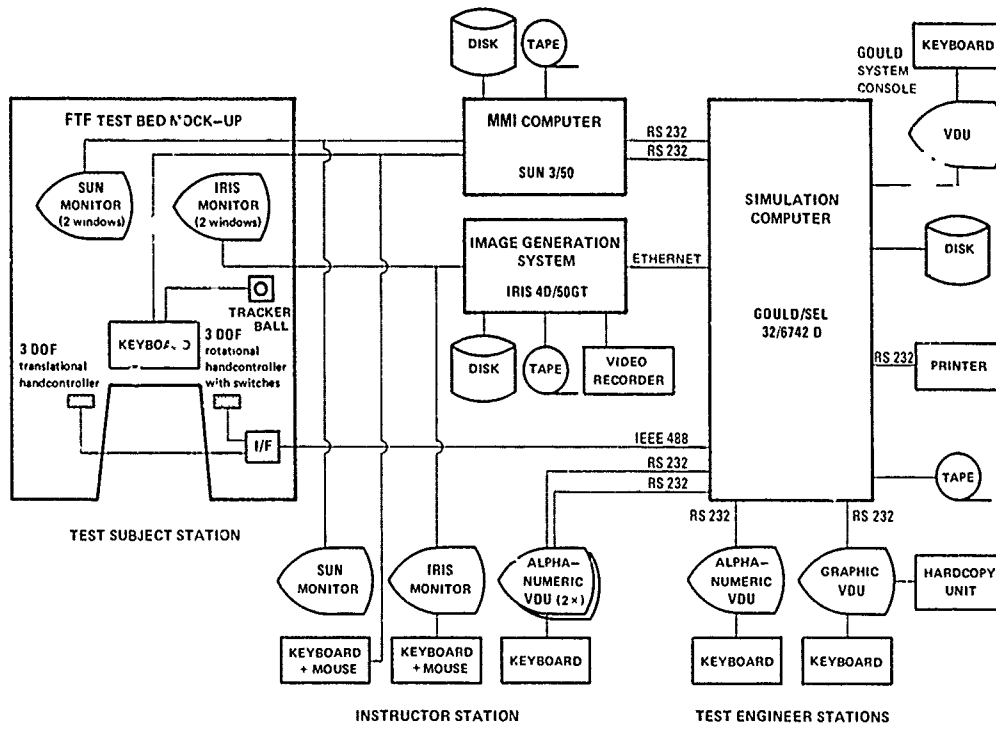 DISK
TAPE
GOULD
SYSTEM
CONSOLE
KEYBOARD
VDU
FTF TEST BED MOCK-UP
MMI COMPUTER
SUN 3/50
RS 232
RS 232
SIMULATION
COMPUTER
GOULD/SEL
32/6742 D
SUN
MONITOR
(2 windows)
IRIS
MONITOR
(2 windows)
IMAGE GENERATION
SYSTEM
IRIS 4D/50GT
ETHERNET
DISK
TRACKER
BALL
KEYBOARD
3 DOF
translational
handcontroller
3 DOF
rotational
handcontroller
with switches
I/F
DISK
TAPE
VIDEO
RECORDER
RS 232
PRINTER
IEEE 488
RS 232
RS 232
TAPE
RS 232
RS 232
TEST SUBJECT STATION
SUN
MONITOR
IRIS
MONITOR
ALPHA-
NUMERIC
VDU (2×)
ALPHA-
NUMERIC
VDU
GRAPHIC
VDU
HARDCOPY
UNIT
KEYBOARD
+ MOUSE
KEYBOARD
+ MOUSE
KEYBOARD
KEYBOARD
KEYBOARD
INSTRUCTOR STATION
TEST ENGINEER STATIONS